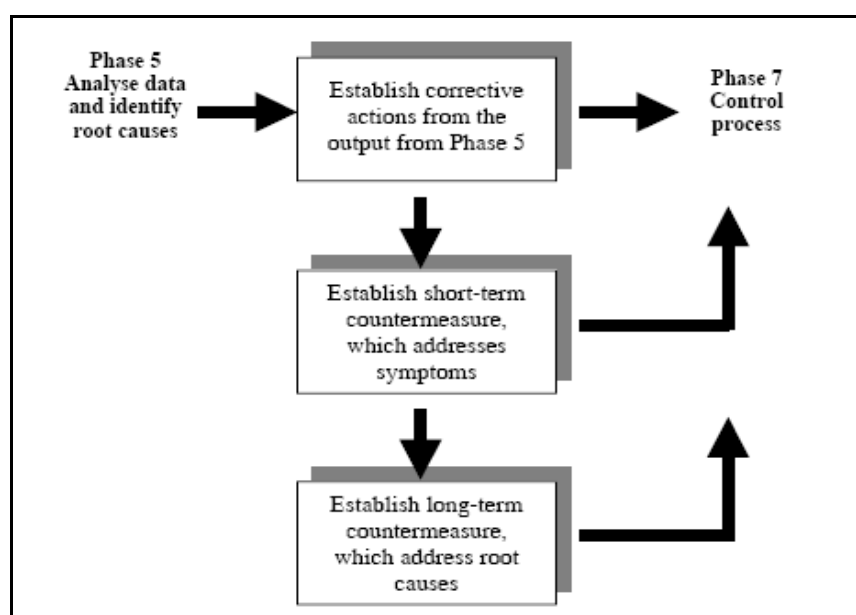 Phase 5
Analyse data
and identify
root causes
Establish corrective
actions from the
output from Phase 5
Phase 7
Control
process
Establish short-term
countermeasure,
which addresses
symptoms
Establish long-term
countermeasure,
which address root
causes